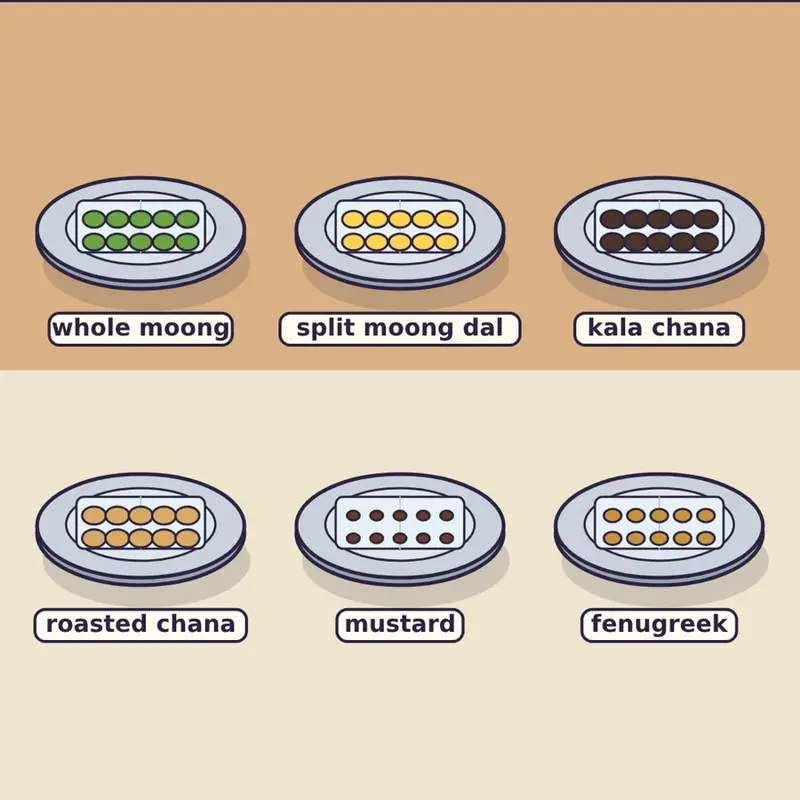 whole moong
split moong dal
kala chana
roasted chana
mustard
fenugreek